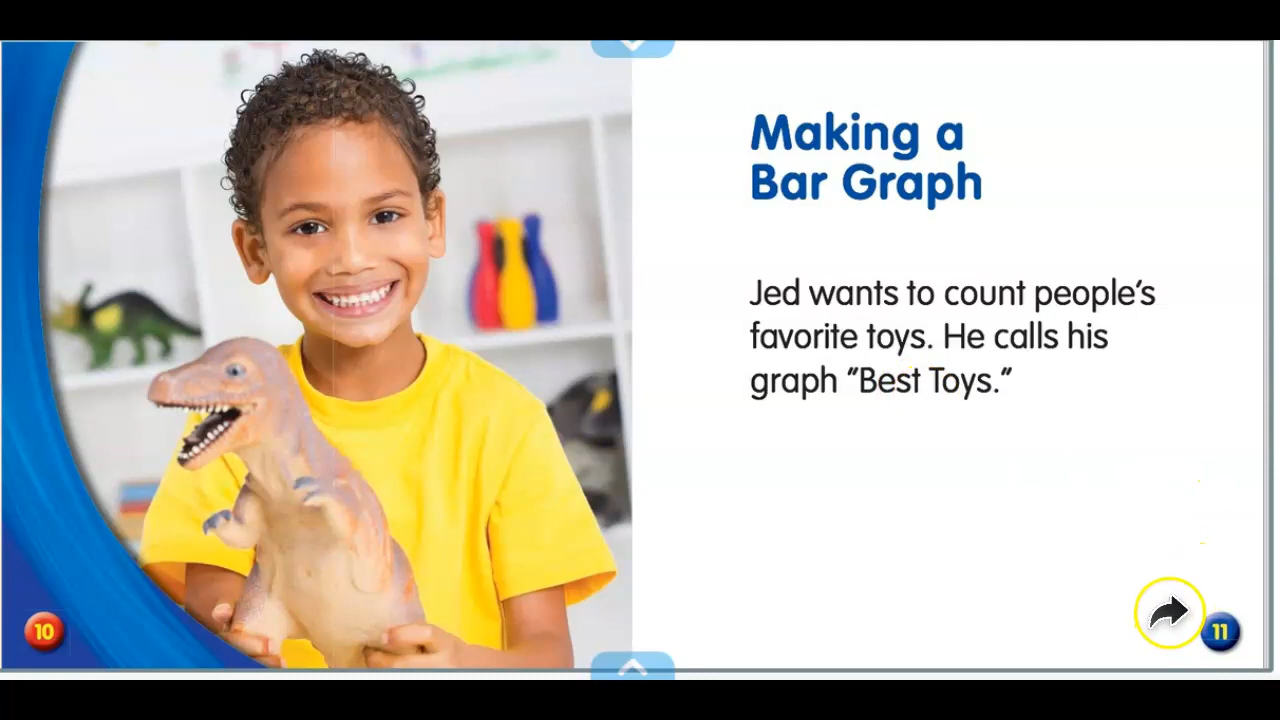 Making a
Bar Graph
Jed wants to count people's
favorite toys. He calls his
graph "Best Toys."
10
11